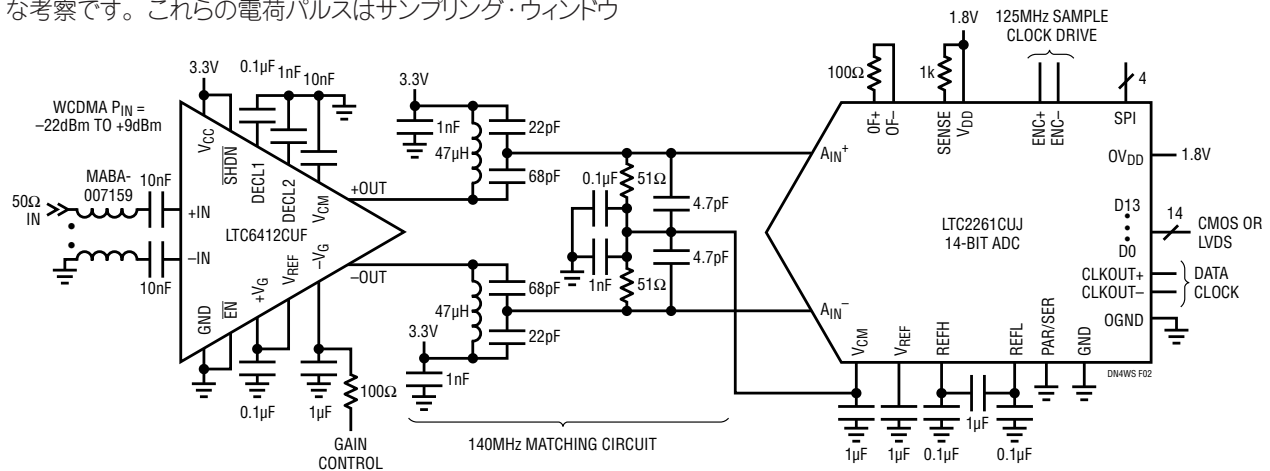 な考察です。これらの電荷パルスはサンプリング・ウィンドウ
1.8V
125MHz SAMPLE
CLOCK DRIVE
3.3V
0.1µF
1nF
10nF
3.3V
100Ω
1k
4
WCDMA PIN =
–22dBm TO +9dBm
1nF
22pF
47µH
68pF
OF+
OF–
SENSE
VDD
ENC+
ENC–
SPI
VCC
SHDN
DECL1
DECL2
VCM
AIN+
OVDD
1.8V
MABA-
007159
10nF
50Ω
IN
+IN
+OUT
0.1µF
51Ω
4.7pF
D13
D0
14
CMOS OR
LVDS
LTC6412CUF
LTC2261CUJ
14-BIT ADC
–IN
10nF
–OUT
1nF
51Ω
4.7pF
CLKOUT+
CLKOUT–
DATA
CLOCK
GND
EN
+VG
VREF
–VG
47µH
68pF
22pF
AIN–
OGND
3.3V
1nF
VCM
VREF
REFH
REFL
PAR/SER
GND
DN4WS F02
0.1µF
1µF
100Ω
1µF
1µF
1µF
0.1µF
0.1µF
GAIN
CONTROL
140MHz MATCHING CIRCUIT